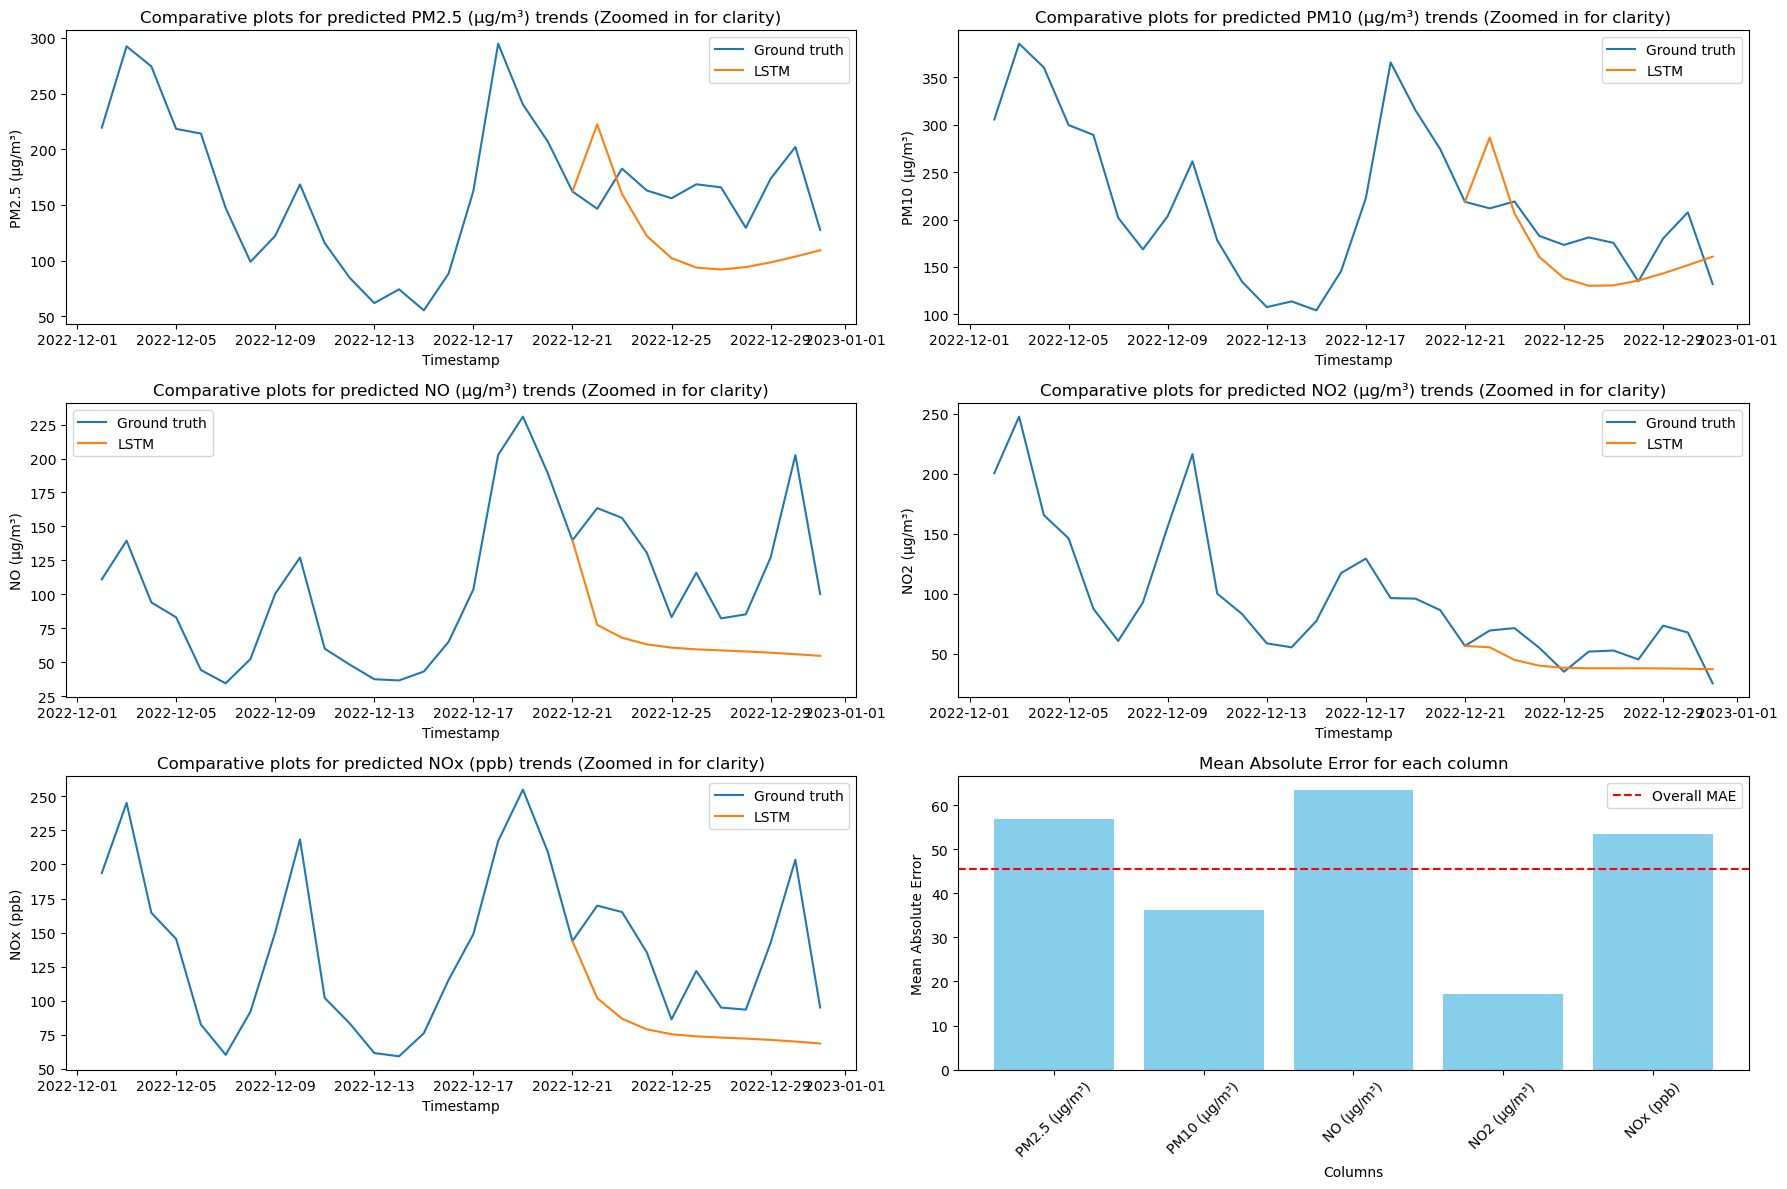 Comparative plots for predicted PM2.5 (µg/m³) trends (Zoomed in for clarity)
PM2.5 (µg/m³)
300
250
200
150
100
50
Ground truth
LSTM
2022-12-01 2022-12-05 2022-12-09 2022-12-13 2022-12-17 2022-12-21 2022-12-25 2022-12-29 2023-01-01
Timestamp
Comparative plots for predicted PM10 (µg/m³) trends (Zoomed in for clarity)
PM10 (µg/m³)
350
300
250
200
150
100
Ground truth
LSTM
2022-12-01 2022-12-05 2022-12-09 2022-12-13 2022-12-17 2022-12-21 2022-12-25 2022-12-29 2023-01-01
Timestamp
Comparative plots for predicted NO (µg/m³) trends (Zoomed in for clarity)
NO (µg/m³)
225
200
175
150
125
100
75
50
25
Ground truth
LSTM
2022-12-01 2022-12-05 2022-12-09 2022-12-13 2022-12-17 2022-12-21 2022-12-25 2022-12-29 2023-01-01
Timestamp
Comparative plots for predicted NO2 (µg/m³) trends (Zoomed in for clarity)
NO2 (µg/m³)
250
200
150
100
50
Ground truth
LSTM
2022-12-01 2022-12-05 2022-12-09 2022-12-13 2022-12-17 2022-12-21 2022-12-25 2022-12-29 2023-01-01
Timestamp
Comparative plots for predicted NOx (ppb) trends (Zoomed in for clarity)
NOx (ppb)
250
225
200
175
150
125
100
75
50
Ground truth
LSTM
2022-12-01 2022-12-05 2022-12-09 2022-12-13 2022-12-17 2022-12-21 2022-12-25 2022-12-29 2023-01-01
Timestamp
Mean Absolute Error for each column
Mean Absolute Error
60
50
40
30
20
10
0
Overall MAE
PM2.5 (µg/m³)
PM10 (µg/m³)
NO (µg/m³)
NO2 (µg/m³)
NOx (ppb)
Columns